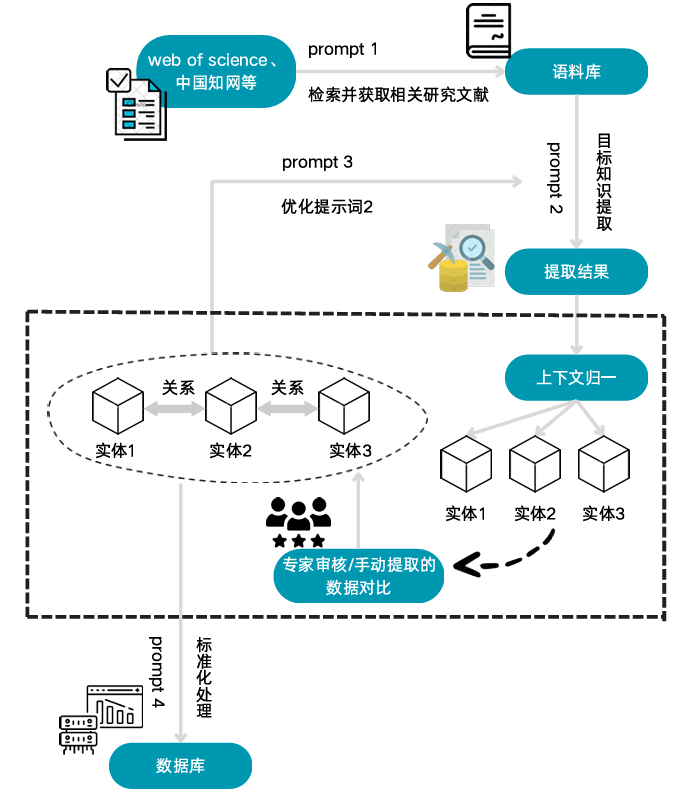 web of science、
中国知网等
prompt 1
检索并获取相关研究文献
语料库
prompt 3
优化提示词2
prompt 2
目标知识提取
提取结果
上下文归一
关系
关系
实体1
实体2
实体3
实体1
实体2
实体3
专家审核/手动提取的
数据对比
prompt 4
标准化处理
数据库